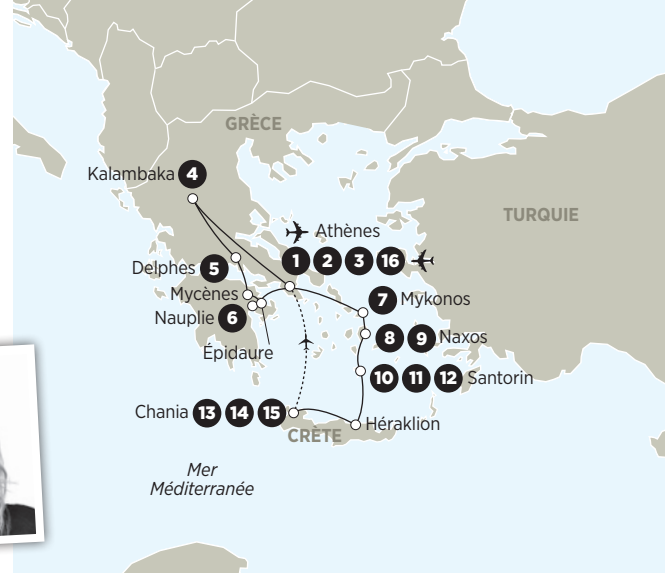 GRÈCE
Kalambaka 4
TURQUIE
Athènes
1 2 3 16
Delphes 5
Mycènes
7 Mykonos
Nauplie 6
8 9 Naxos
Épidaure
10 11 12 Santorin
Chania 13 14 15
Héraklion
CRÈTE
Mer
Méditerranée